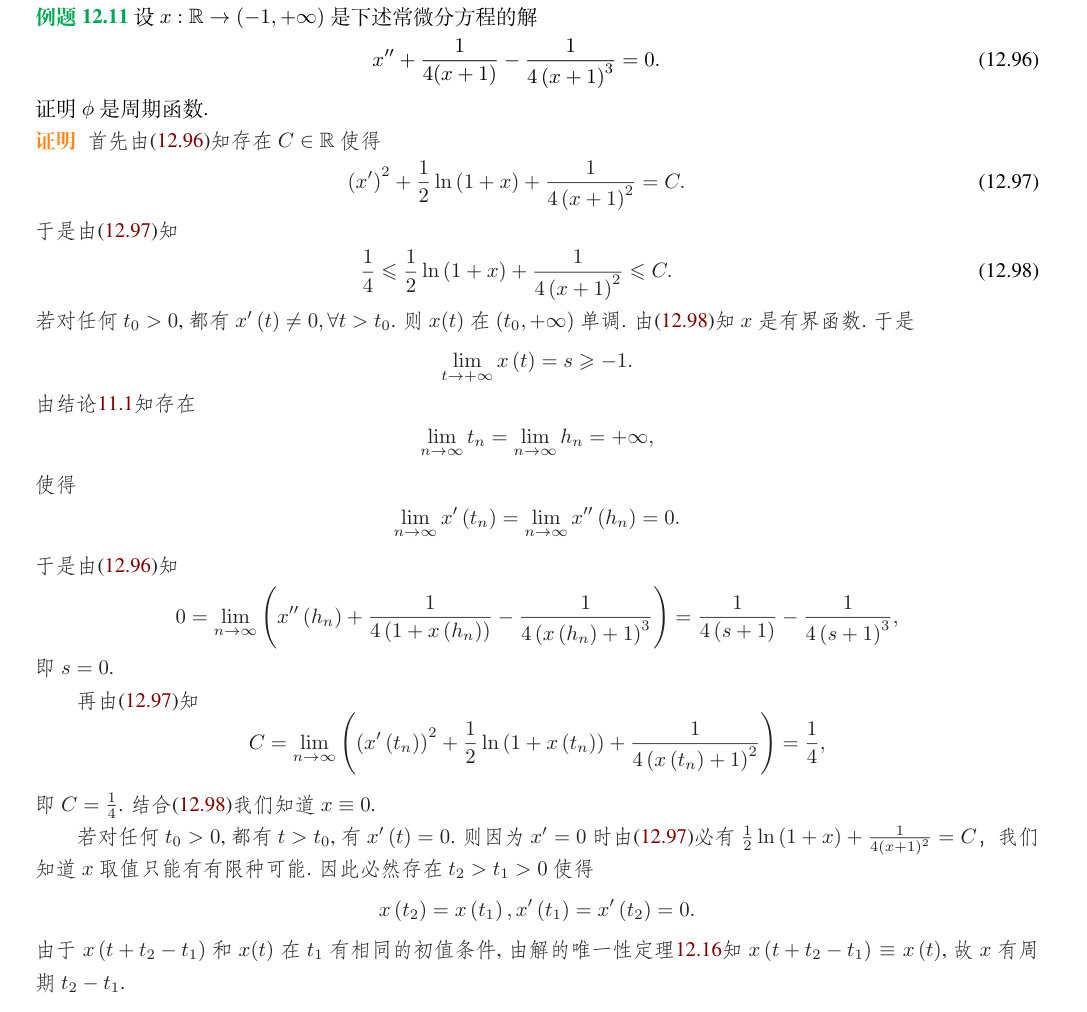 例题 12.11 设 $x : \mathbb{R} \to (-1, +\infty)$ 是下述常微分方程的解
$$x'' + \frac{1}{4(x+1)} - \frac{1}{4(x+1)^3} = 0. \quad (12.96)$$
证明 $\phi$ 是周期函数.
证明 首先由(12.96)知存在 $C \in \mathbb{R}$ 使得
$$(x')^2 + \frac{1}{2}\ln(1+x) + \frac{1}{4(x+1)^2} = C. \quad (12.97)$$
于是由(12.97)知
$$\frac{1}{4} \leqslant \frac{1}{2}\ln(1+x) + \frac{1}{4(x+1)^2} \leqslant C. \quad (12.98)$$
若对任何 $t_0 > 0$, 都有 $x'(t) \neq 0, \forall t > t_0$. 则 $x(t)$ 在 $(t_0, +\infty)$ 单调. 由(12.98)知 $x$ 是有界函数. 于是
$$\lim_{t \to +\infty} x(t) = s \geqslant -1.$$
由结论11.1知存在
$$\lim_{n \to \infty} t_n = \lim_{n \to \infty} h_n = +\infty,$$
使得
$$\lim_{n \to \infty} x'(t_n) = \lim_{n \to \infty} x''(h_n) = 0.$$
于是由(12.96)知
$$0 = \lim_{n \to \infty} \left( x''(h_n) + \frac{1}{4(1+x(h_n))} - \frac{1}{4(x(h_n)+1)^3} \right) = \frac{1}{4(s+1)} - \frac{1}{4(s+1)^3},$$
即 $s = 0$.
再由(12.97)知
$$C = \lim_{n \to \infty} \left( (x'(t_n))^2 + \frac{1}{2}\ln(1+x(t_n)) + \frac{1}{4(x(t_n)+1)^2} \right) = \frac{1}{4},$$
即 $C = \frac{1}{4}$. 结合(12.98)我们知道 $x \equiv 0$.
若对任何 $t_0 > 0$, 都有 $t > t_0$, 有 $x'(t) = 0$. 则因为 $x' = 0$ 时由(12.97)必有 $\frac{1}{2}\ln(1+x) + \frac{1}{4(x+1)^2} = C$，我们
知道 $x$ 取值只能有有限种可能. 因此必然存在 $t_2 > t_1 > 0$ 使得
$$x(t_2) = x(t_1), x'(t_1) = x'(t_2) = 0.$$
由于 $x(t + t_2 - t_1)$ 和 $x(t)$ 在 $t_1$ 有相同的初值条件, 由解的唯一性定理12.16知 $x(t + t_2 - t_1) \equiv x(t)$, 故 $x$ 有周
期 $t_2 - t_1$.